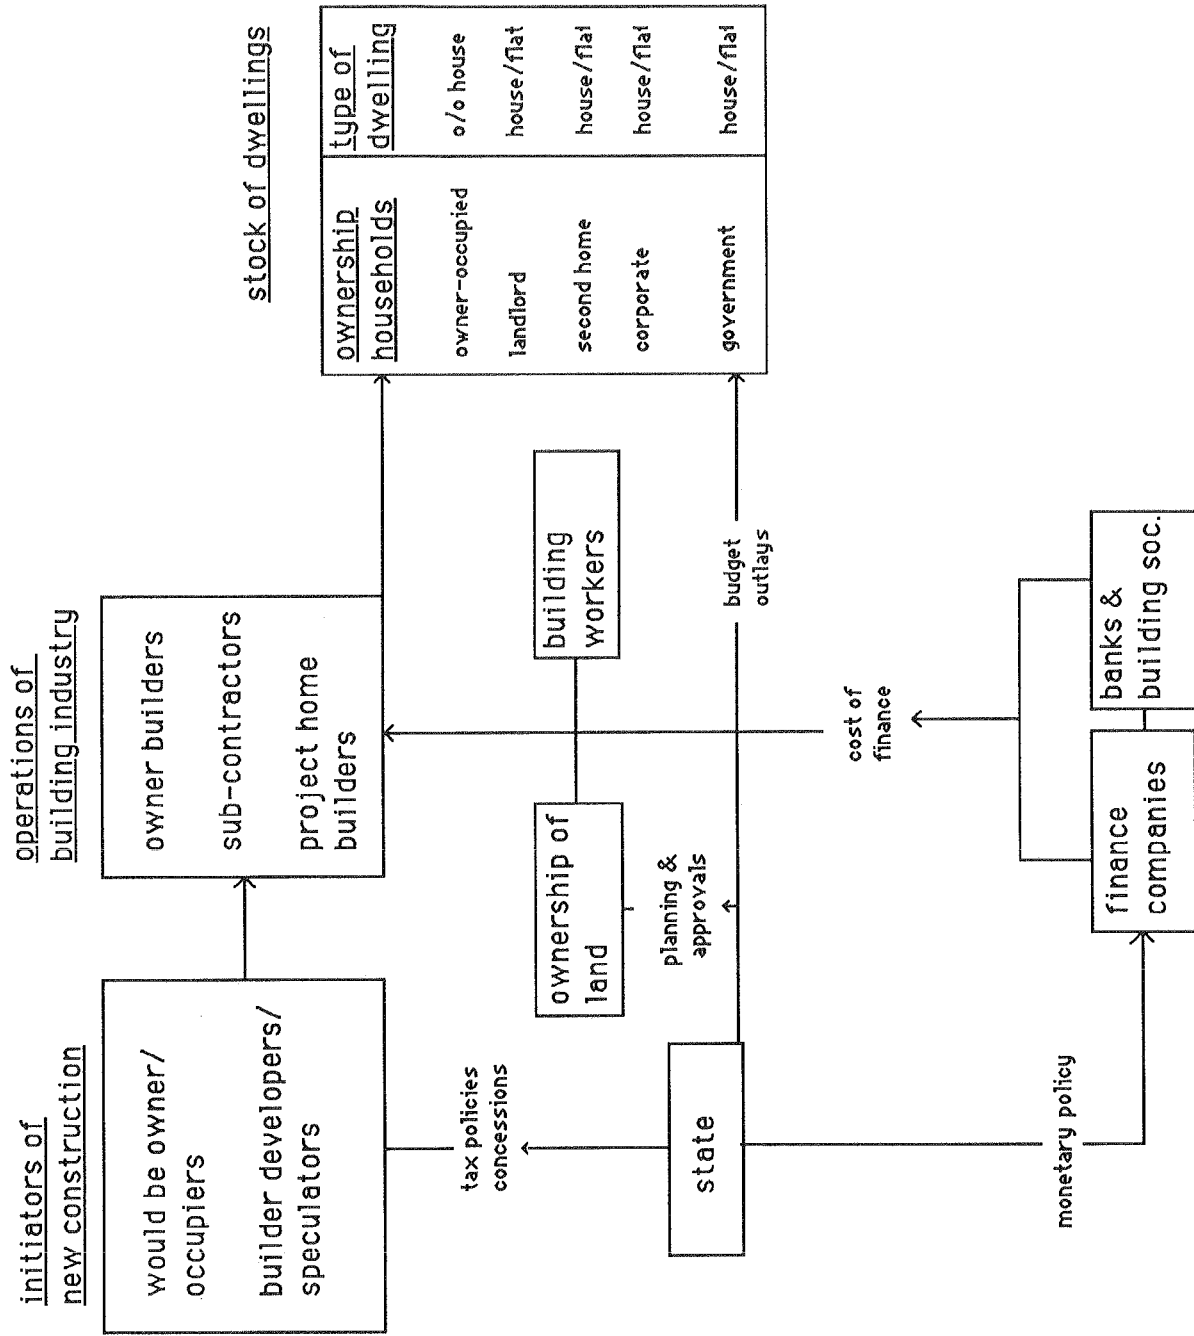 initiators of
new construction
would be owner/
occupiers
builder developers/
speculators
operations of
building industry
owner builders
sub-contractors
project home
builders
stock of dwellings
ownership
households
type of
dwelling
owner-occupied
o/o house
landlord
house/flat
second home
house/flat
corporate
house/flat
government
house/flat
tax policies
concessions
ownership of
land
building
workers
planning &
approvals
state
budget
outlays
cost of
finance
monetary policy
finance
companies
banks &
building soc.